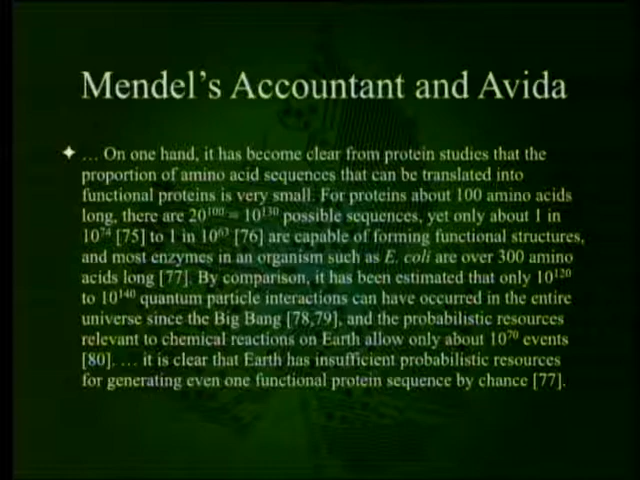 Mendel's Accountant and Avida
✦ … On one hand, it has become clear from protein studies that the
proportion of amino acid sequences that can be translated into
functional proteins is very small. For proteins about 100 amino acids
long, there are 20¹⁰⁰ = 10¹³⁰ possible sequences, yet only about 1 in
10⁷⁴ [75] to 1 in 10⁶³ [76] are capable of forming functional structures,
and most enzymes in an organism such as E. coli are over 300 amino
acids long [77]. By comparison, it has been estimated that only 10¹²⁰
to 10¹⁴⁰ quantum particle interactions can have occurred in the entire
universe since the Big Bang [78,79], and the probabilistic resources
relevant to chemical reactions on Earth allow only about 10⁷⁰ events
[80]. … it is clear that Earth has insufficient probabilistic resources
for generating even one functional protein sequence by chance [77].